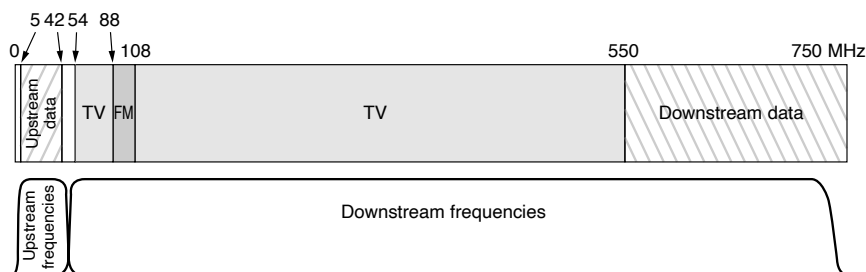 5 42 54 88
0 108 550 750 MHz
Upstream
data
TV
FM
TV
Downstream data
Upstream
frequencies
Downstream frequencies